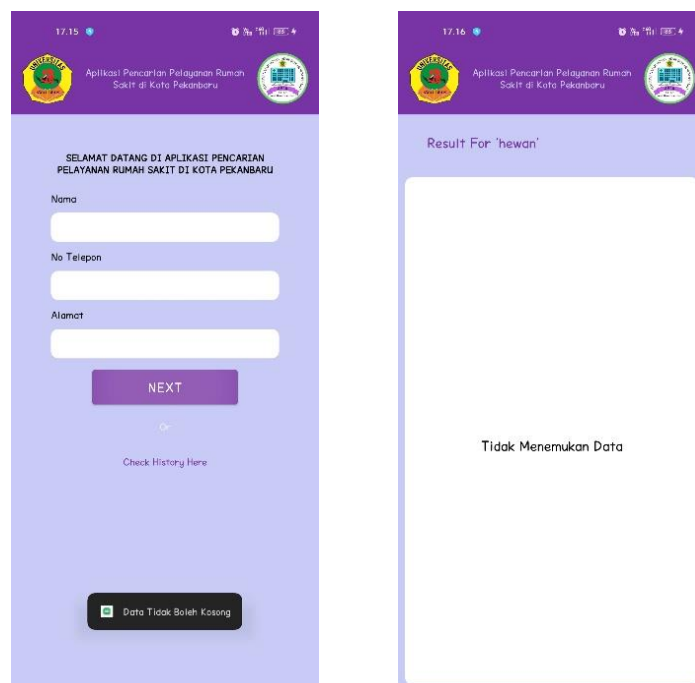 17.15
Aplikasi Pencarian Pelayanan Rumah
Sakit di Kota Pekanbaru
SELAMAT DATANG DI APLIKASI PENCARIAN
PELAYANAN RUMAH SAKIT DI KOTA PEKANBARU
Nama
No Telepon
Alamat
NEXT
Or
Check History Here
Data Tidak Boleh Kosong
17.16
Aplikasi Pencarian Pelayanan Rumah
Sakit di Kota Pekanbaru
Result For 'hewan'
Tidak Menemukan Data